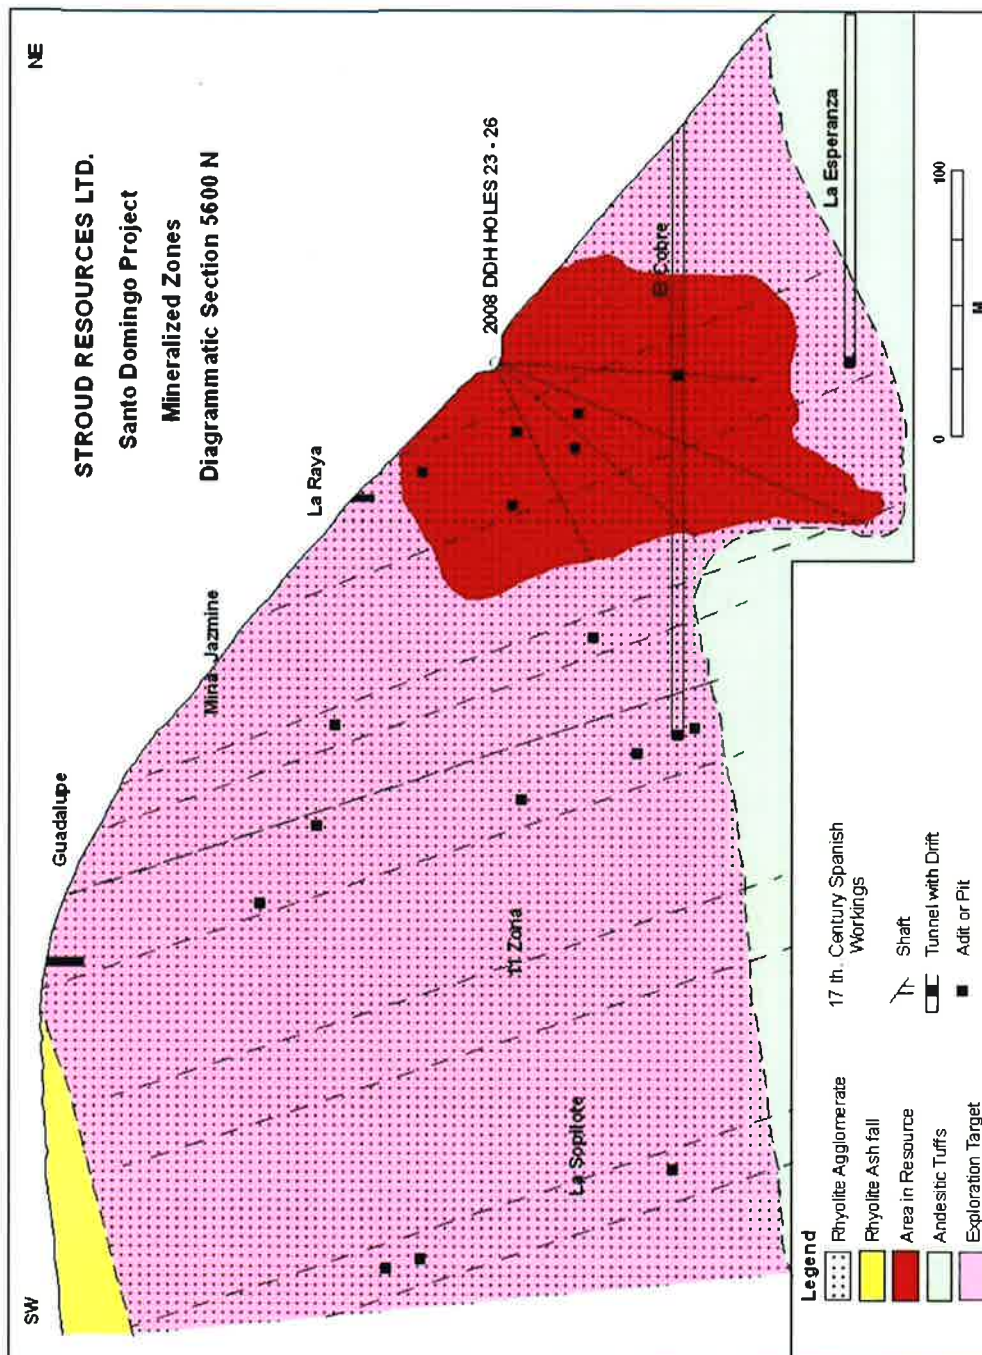 SW
NE
STROUD RESOURCES LTD.
Santo Domingo Project
Mineralized Zones
Diagrammatic Section 5600 N
Guadalupe
Mina Jazmine
La Raya
2008 DDH HOLES 23 - 26
La Sopilote
11 Zona
El Cobre
La Esperanza
0
100
M
Legend
Rhyolite Agglomerate
Rhyolite Ash fall
Area in Resource
Andesitic Tuffs
Exploration Target
17 th. Century Spanish
Workings
Shaft
Tunnel with Drift
Adit or Pit